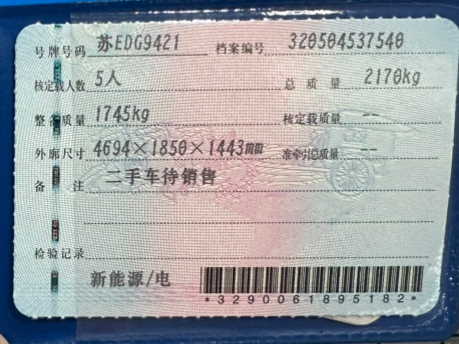 号牌号码 苏EDG9421 档案编号 320504537540
核定载人数 5人 总质量 2170kg
整备质量 1745kg 核定载质量 --
外廓尺寸 4694×1850×1443mm 准牵引总质量 --
备注 二手车待销售
检验记录
新能源/电
*3290061895182*